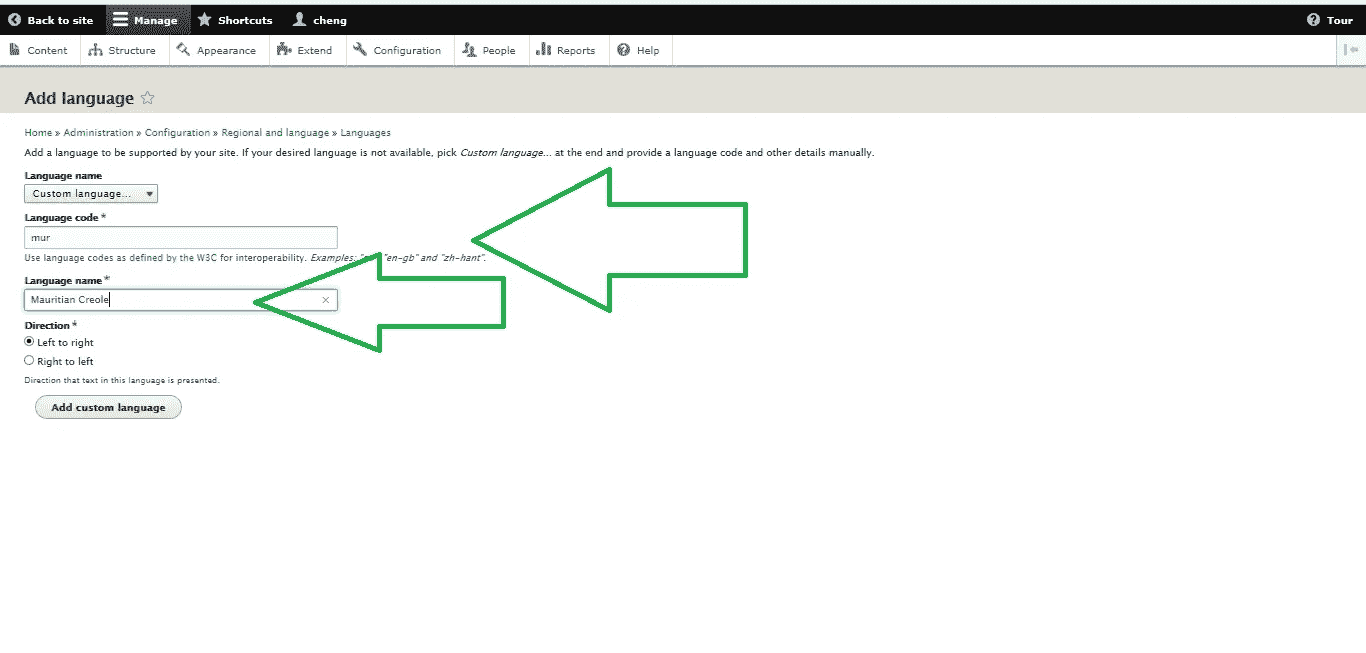 Back to site Manage Shortcuts cheng Tour
Content Structure Appearance Extend Configuration People Reports Help
Add language
Home » Administration » Configuration » Regional and language » Languages
Add a language to be supported by your site. If your desired language is not available, pick Custom language... at the end and provide a language code and other details manually.
Language name
Custom language...
Language code *
mur
Use language codes as defined by the W3C for interoperability. Examples: "en-gb" and "zh-hant".
Language name *
Mauritian Creole
Direction *
Left to right
Right to left
Direction that text in this language is presented.
Add custom language